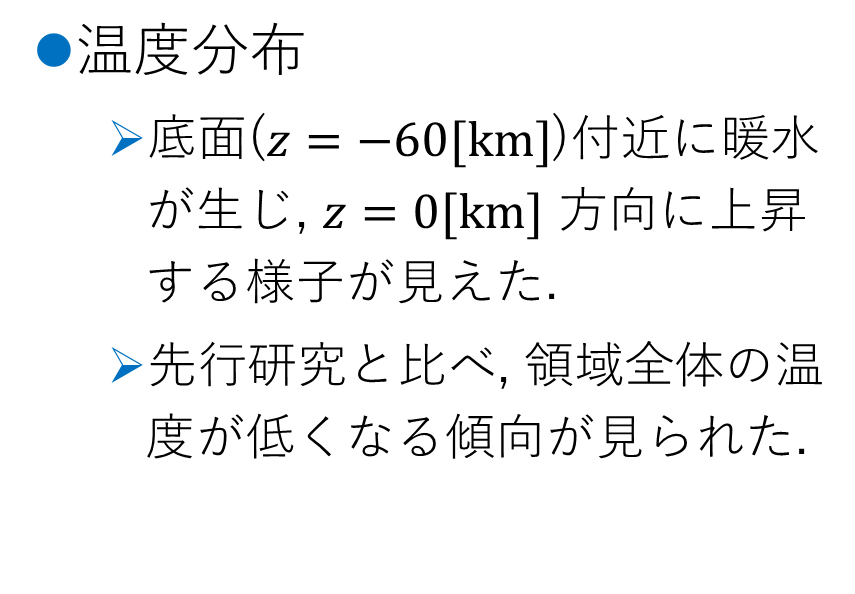 ●温度分布
➢底面(z = −60[km])付近に暖水
が生じ, z = 0[km] 方向に上昇
する様子が見えた.
➢先行研究と比べ, 領域全体の温
度が低くなる傾向が見られた.